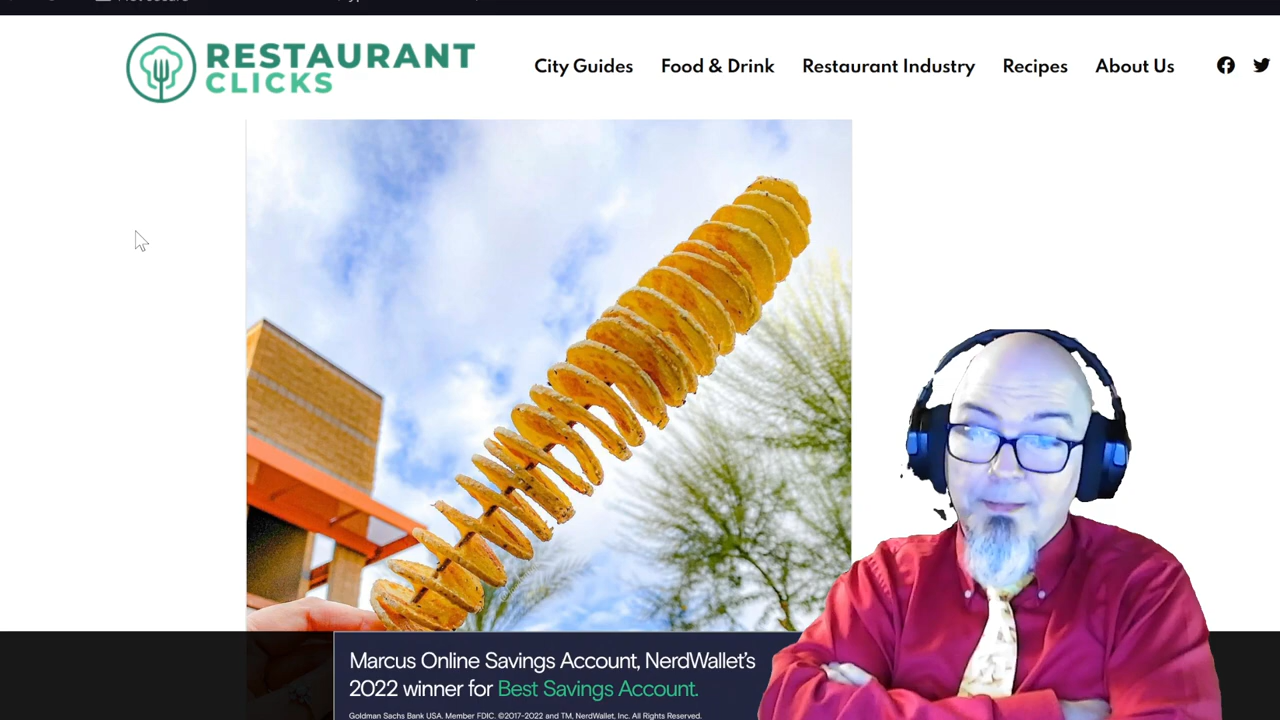 RESTAURANT
CLICKS
City Guides Food & Drink Restaurant Industry Recipes About Us
Marcus Online Savings Account, NerdWallet's
2022 winner for Best Savings Account.
Goldman Sachs Bank USA. Member FDIC. ©2017-2022 and TM, NerdWallet, Inc. All Rights Reserved.